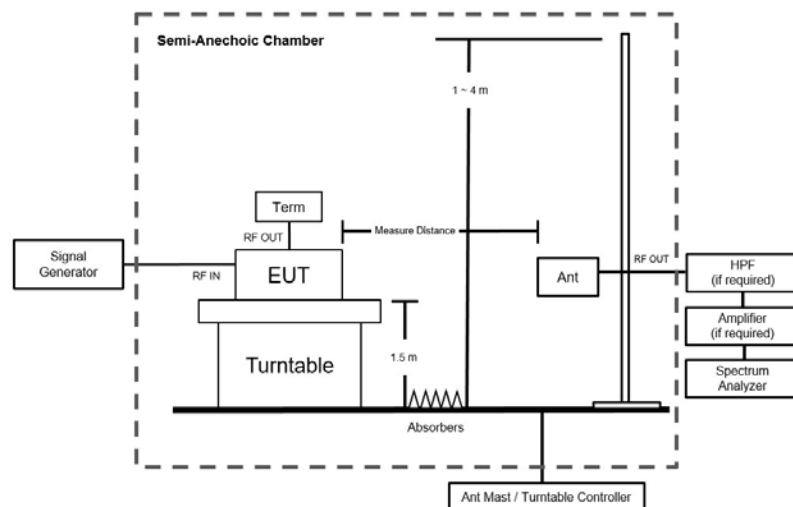 Semi-Anechoic Chamber
1 ~ 4 m
Term
RF OUT
Measure Distance
Signal
Generator
RF IN
EUT
Ant
RF OUT
HPF
(if required)
Amplifier
(if required)
Spectrum
Analyzer
1.5 m
Turntable
Absorbers
Ant Mast / Turntable Controller